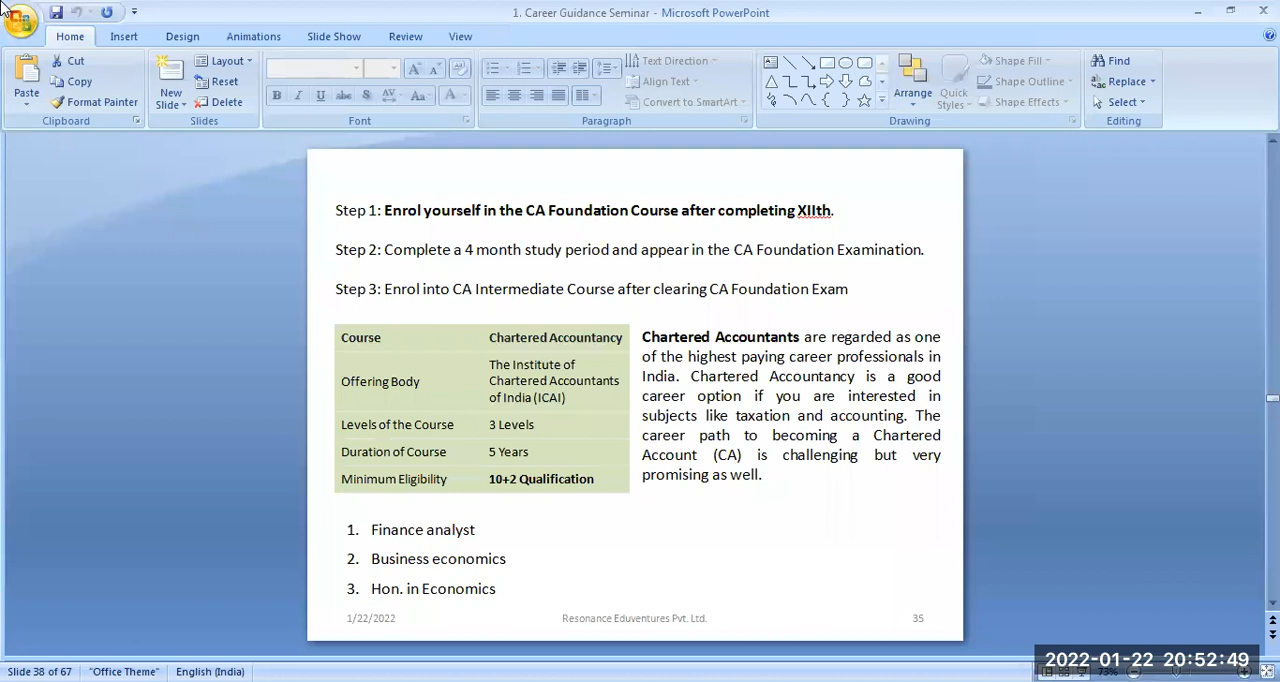 1. Career Guidance Seminar - Microsoft PowerPoint
Home Insert Design Animations Slide Show Review View
Paste
Cut
Copy
Format Painter
Clipboard
New Slide
Layout
Reset
Delete
Slides
B I U abc S AV Aa A
Font
Text Direction
Align Text
Convert to SmartArt
Paragraph
Arrange
Quick Styles
Shape Fill
Shape Outline
Shape Effects
Drawing
Find
Replace
Select
Editing
Step 1: Enrol yourself in the CA Foundation Course after completing XIIth.
Step 2: Complete a 4 month study period and appear in the CA Foundation Examination.
Step 3: Enrol into CA Intermediate Course after clearing CA Foundation Exam
Course Chartered Accountancy
Offering Body The Institute of
Chartered Accountants
of India (ICAI)
Levels of the Course 3 Levels
Duration of Course 5 Years
Minimum Eligibility 10+2 Qualification
Chartered Accountants are regarded as one
of the highest paying career professionals in
India. Chartered Accountancy is a good
career option if you are interested in
subjects like taxation and accounting. The
career path to becoming a Chartered
Account (CA) is challenging but very
promising as well.
1. Finance analyst
2. Business economics
3. Hon. in Economics
1/22/2022 Resonance Eduventures Pvt. Ltd. 35
Slide 38 of 67 "Office Theme" English (India) 73%
2022-01-22 20:52:49